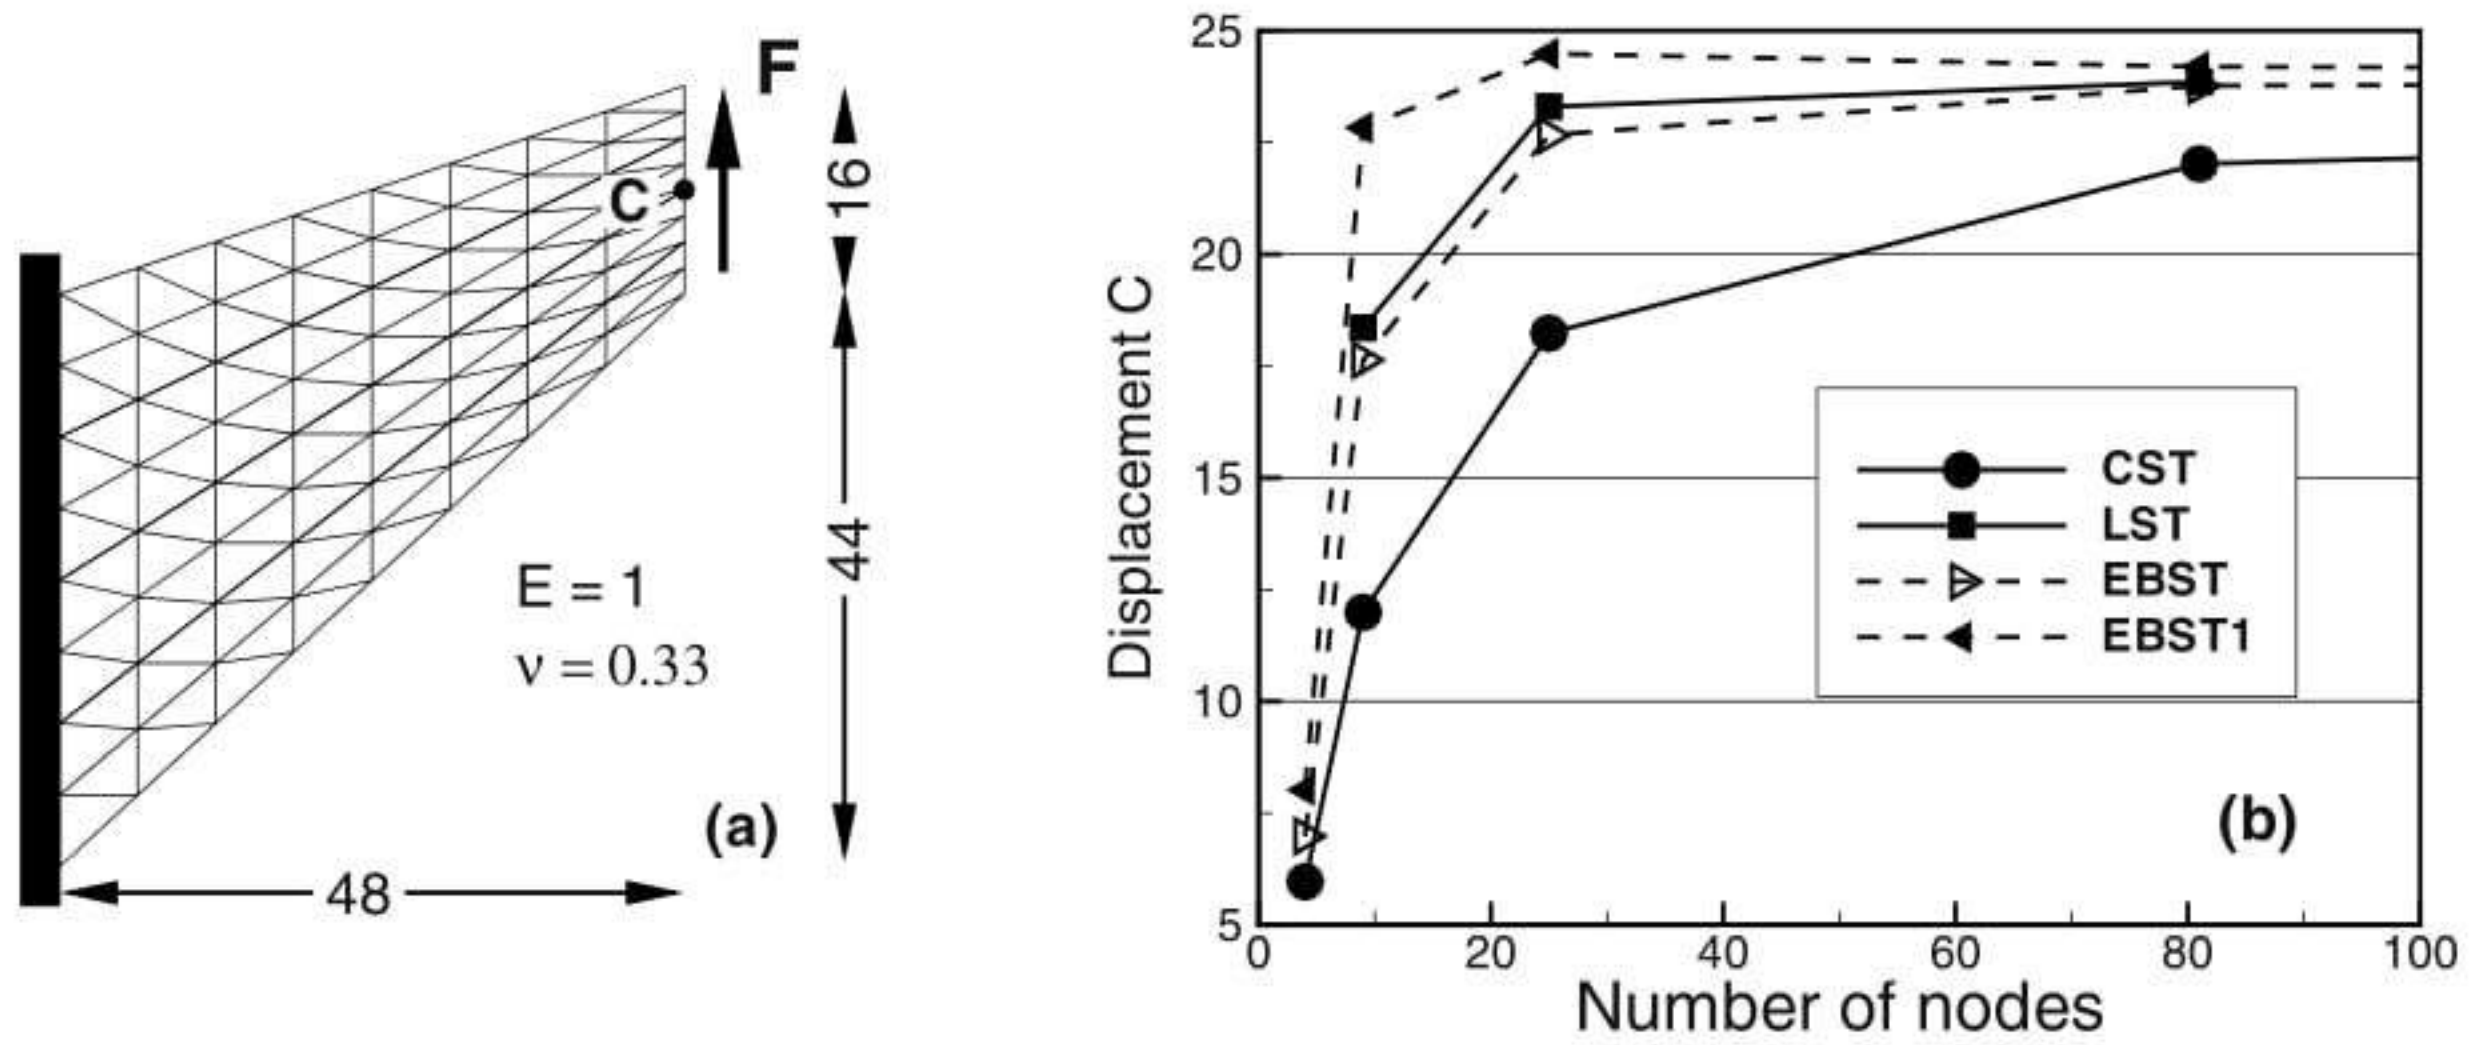 F
16
C
44
E = 1
ν = 0.33
(a)
48
25
20
15
10
5
Displacement C
CST
LST
EBST
EBST1
(b)
0 20 40 60 80 100
Number of nodes